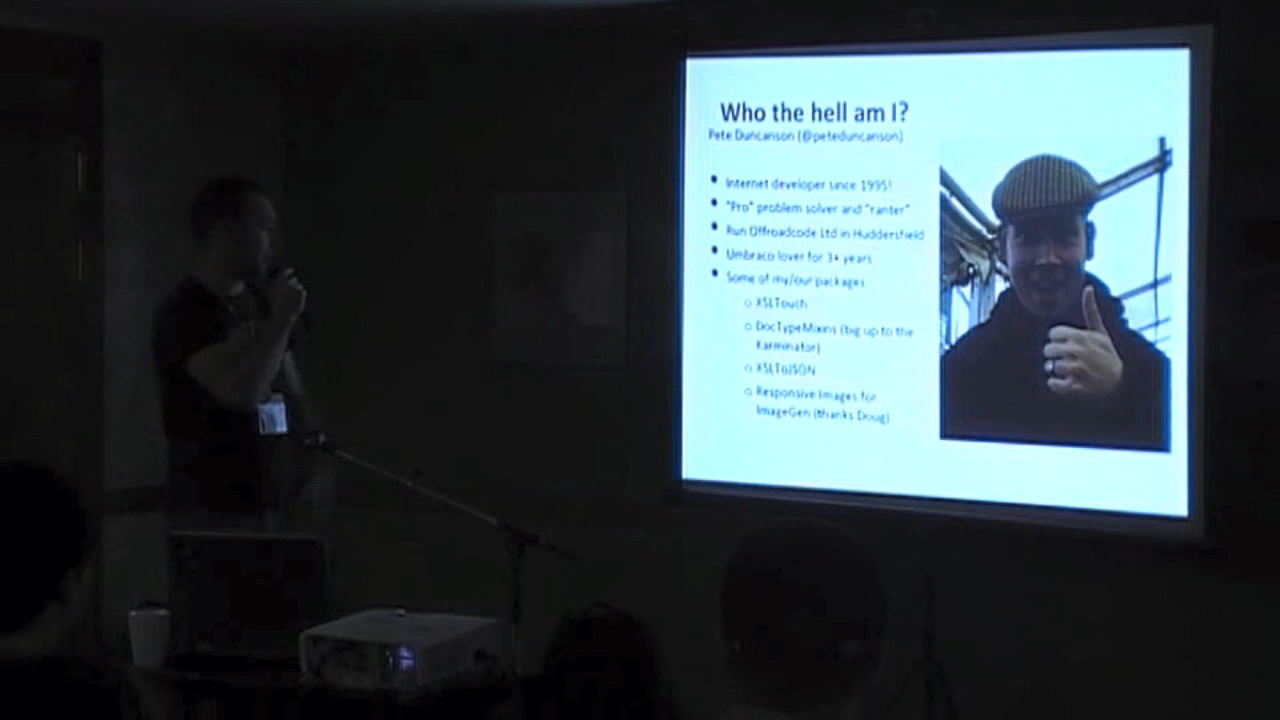 Who the hell am I?
Pete Duncanson (@peteduncanson)
Internet developer since 1995!
"Pro" problem solver and "ranter"
Run Offroadcode Ltd in Huddersfield
Umbraco lover for 3+ years
Some of my/our packages
XSLTouch
DocTypeMixins (big up to the
Karminator)
XSLToJSON
Responsive Images for
ImageGen (thanks Doug)